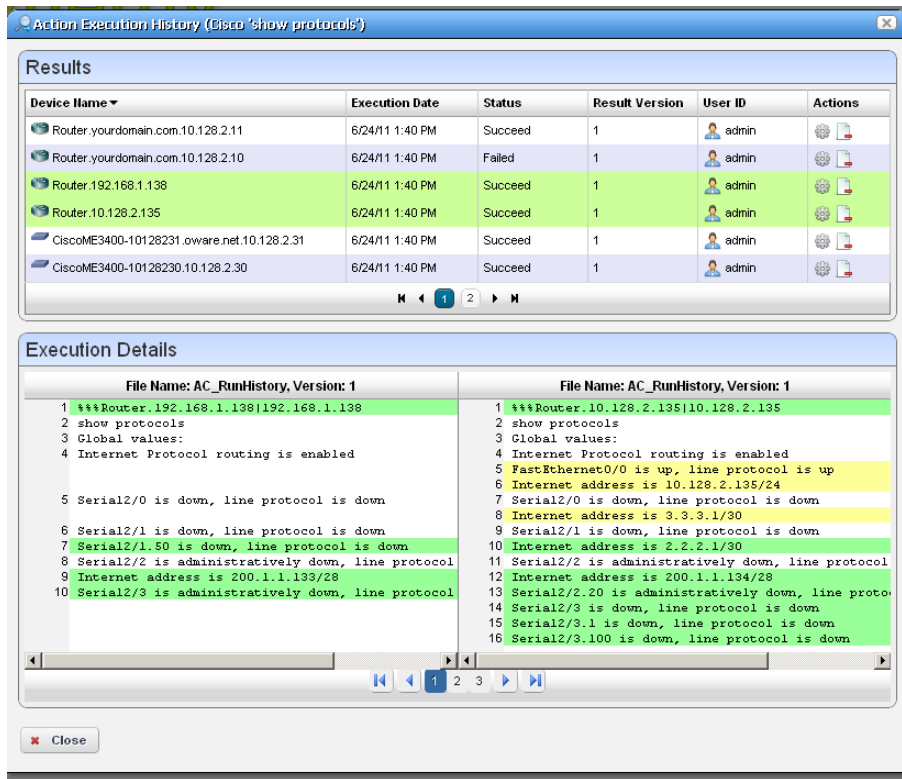 Action Execution History (Cisco 'show protocols')
Results
Device Name Execution Date Status Result Version User ID Actions
Router.yourdomain.com.10.128.2.11 6/24/11 1:40 PM Succeed 1 admin
Router.yourdomain.com.10.128.2.10 6/24/11 1:40 PM Failed 1 admin
Router.192.168.1.138 6/24/11 1:40 PM Succeed 1 admin
Router.10.128.2.135 6/24/11 1:40 PM Succeed 1 admin
CiscoME3400-10128231.oware.net.10.128.2.31 6/24/11 1:40 PM Succeed 1 admin
CiscoME3400-10128230.10.128.2.30 6/24/11 1:40 PM Succeed 1 admin
1 2
Execution Details
File Name: AC_RunHistory, Version: 1
1 %%%Router.192.168.1.138|192.168.1.138
2 show protocols
3 Global values:
4 Internet Protocol routing is enabled
5 Serial2/0 is down, line protocol is down
6 Serial2/1 is down, line protocol is down
7 Serial2/1.50 is down, line protocol is down
8 Serial2/2 is administratively down, line protocol
9 Internet address is 200.1.1.133/28
10 Serial2/3 is administratively down, line protocol
File Name: AC_RunHistory, Version: 1
1 %%%Router.10.128.2.135|10.128.2.135
2 show protocols
3 Global values:
4 Internet Protocol routing is enabled
5 FastEthernet0/0 is up, line protocol is up
6 Internet address is 10.128.2.135/24
7 Serial2/0 is down, line protocol is down
8 Internet address is 3.3.3.1/30
9 Serial2/1 is down, line protocol is down
10 Internet address is 2.2.2.1/30
11 Serial2/2 is administratively down, line protocol
12 Internet address is 200.1.1.134/28
13 Serial2/2.20 is administratively down, line proto
14 Serial2/3 is down, line protocol is down
15 Serial2/3.1 is down, line protocol is down
16 Serial2/3.100 is down, line protocol is down
1 2 3
Close